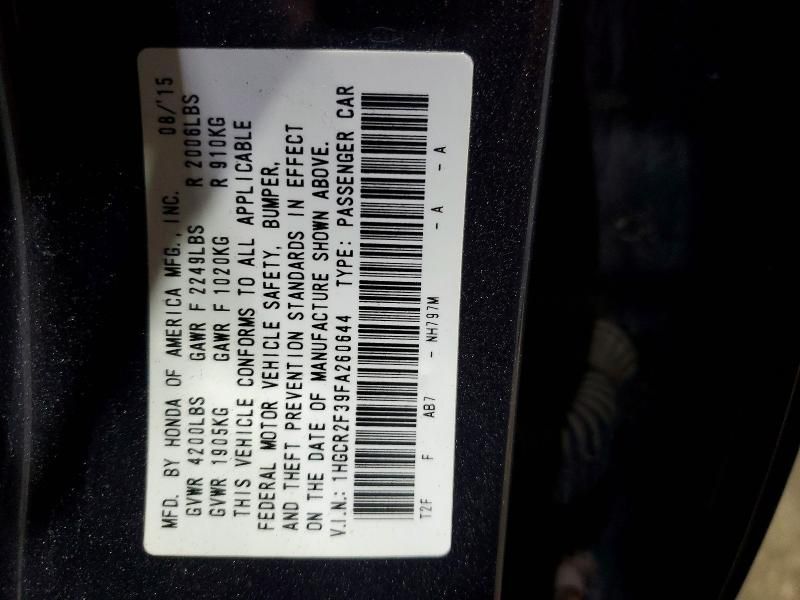 MFD. BY HONDA OF AMERICA MFG., INC. 08/'15
GVWR 4200LBS GAWR F 2249LBS R 2006LBS
GVWR 1905KG GAWR F 1020KG R 910KG
THIS VEHICLE CONFORMS TO ALL APPLICABLE
FEDERAL MOTOR VEHICLE SAFETY, BUMPER,
AND THEFT PREVENTION STANDARDS IN EFFECT
ON THE DATE OF MANUFACTURE SHOWN ABOVE.
V.I.N.: 1HGCR2F39FA260644 TYPE: PASSENGER CAR
T2F F AB7 - NH797M - A - A